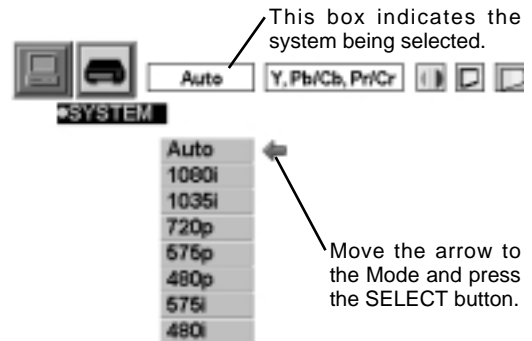 This box indicates the
system being selected.
Auto
Y, Pb/Cb, Pr/Cr
SYSTEM
Auto
1080i
1035i
720p
575p
480p
575i
480i
Move the arrow to
the Mode and press
the SELECT button.